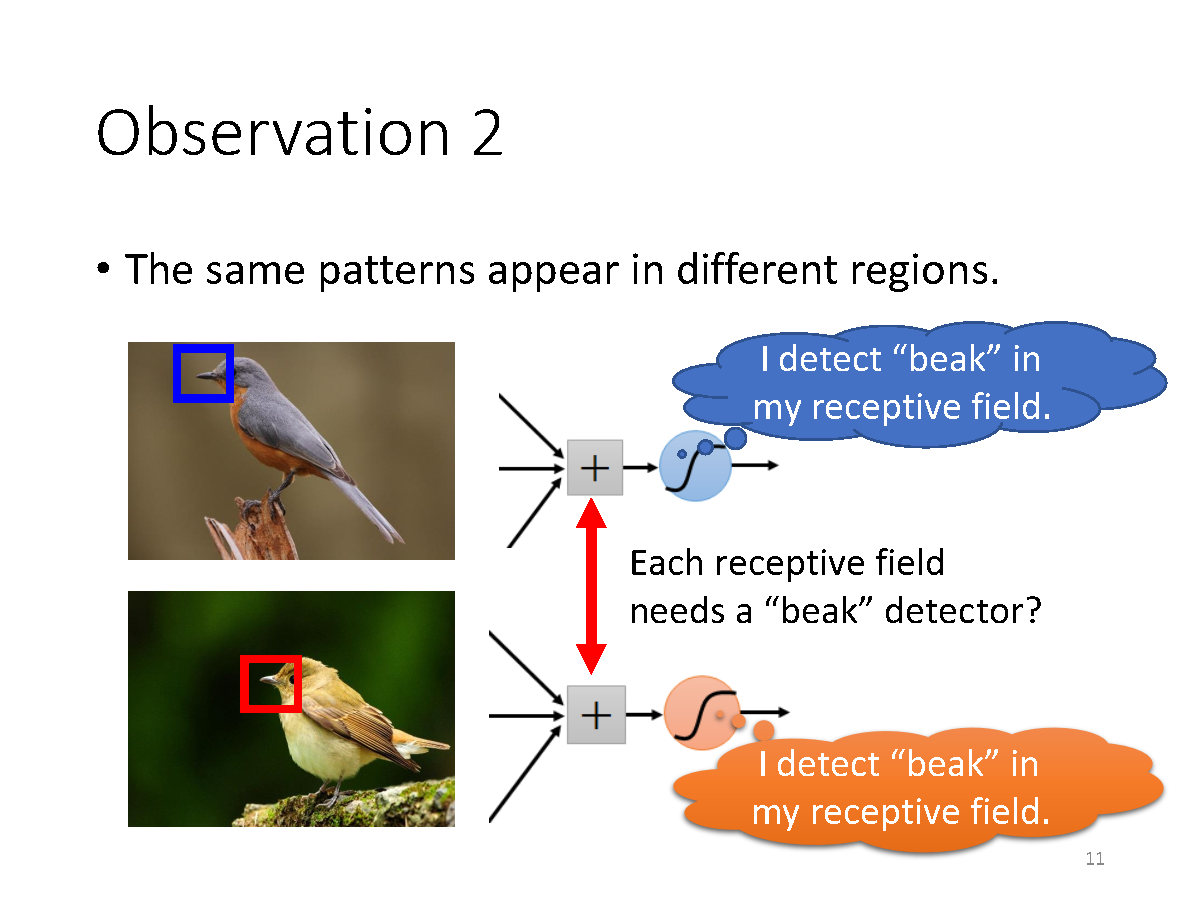 Observation 2
• The same patterns appear in different regions.
I detect “beak” in
my receptive field.
+
Each receptive field
needs a “beak” detector?
+
I detect “beak” in
my receptive field.
11